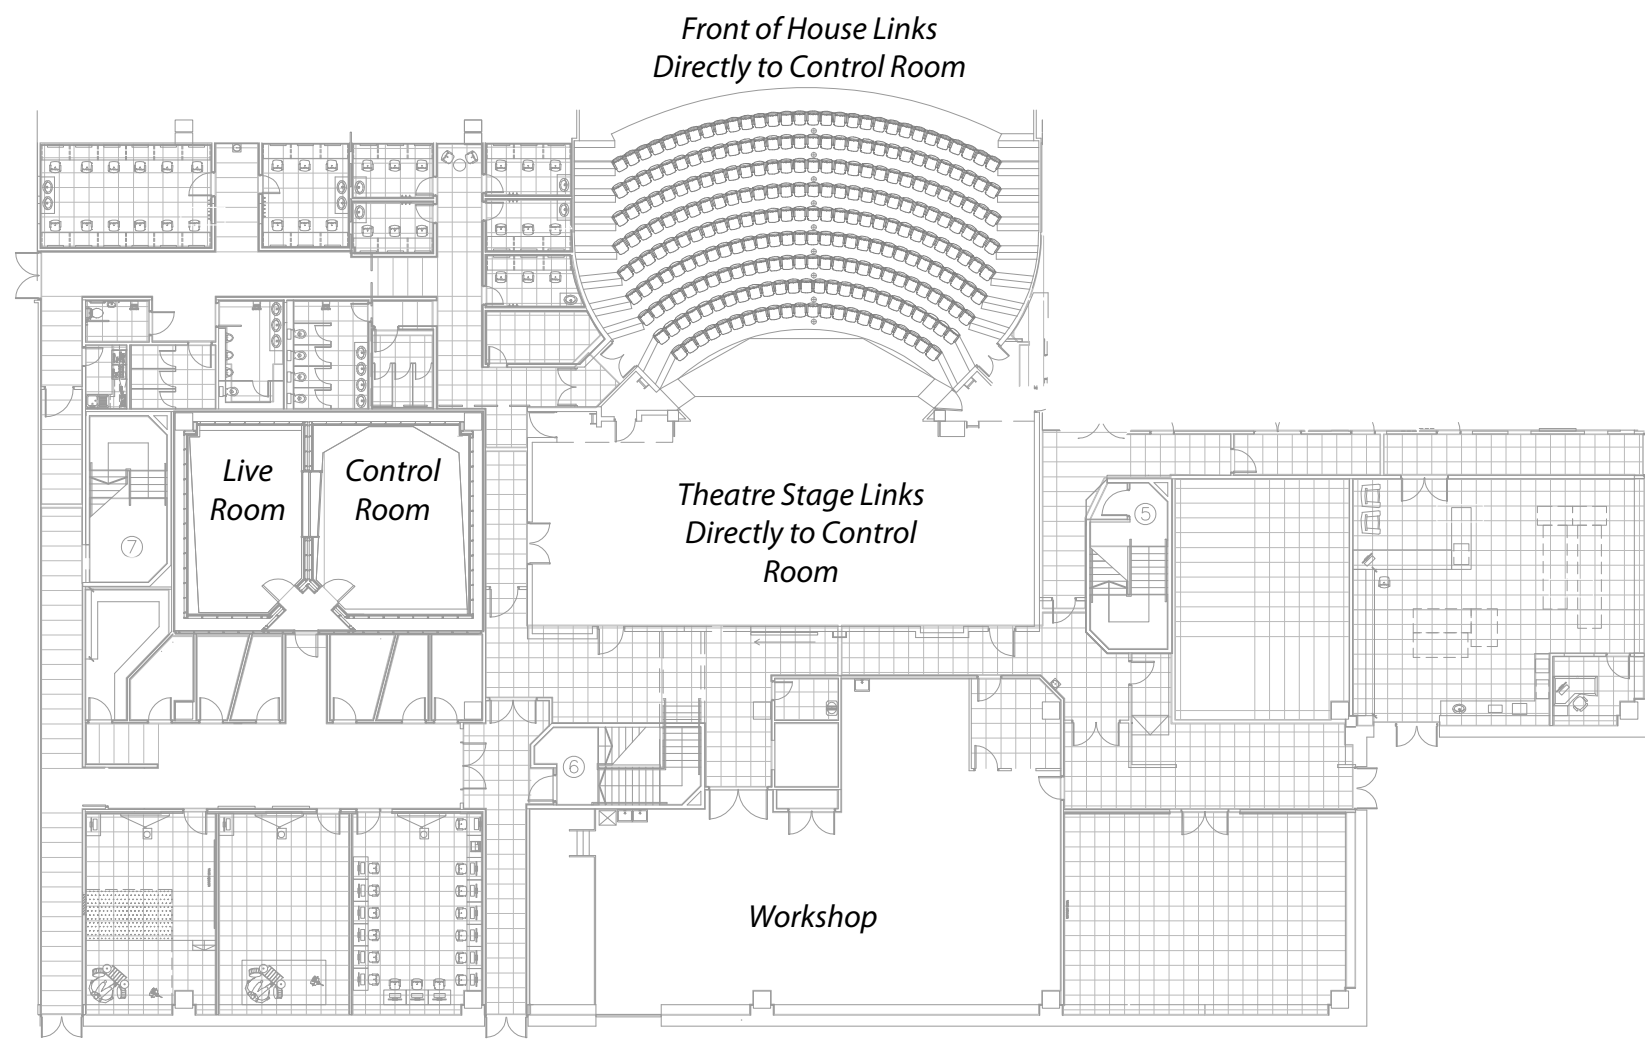 Front of House Links
Directly to Control Room
Live
Room
Control
Room
Theatre Stage Links
Directly to Control
Room
5
7
6
Workshop